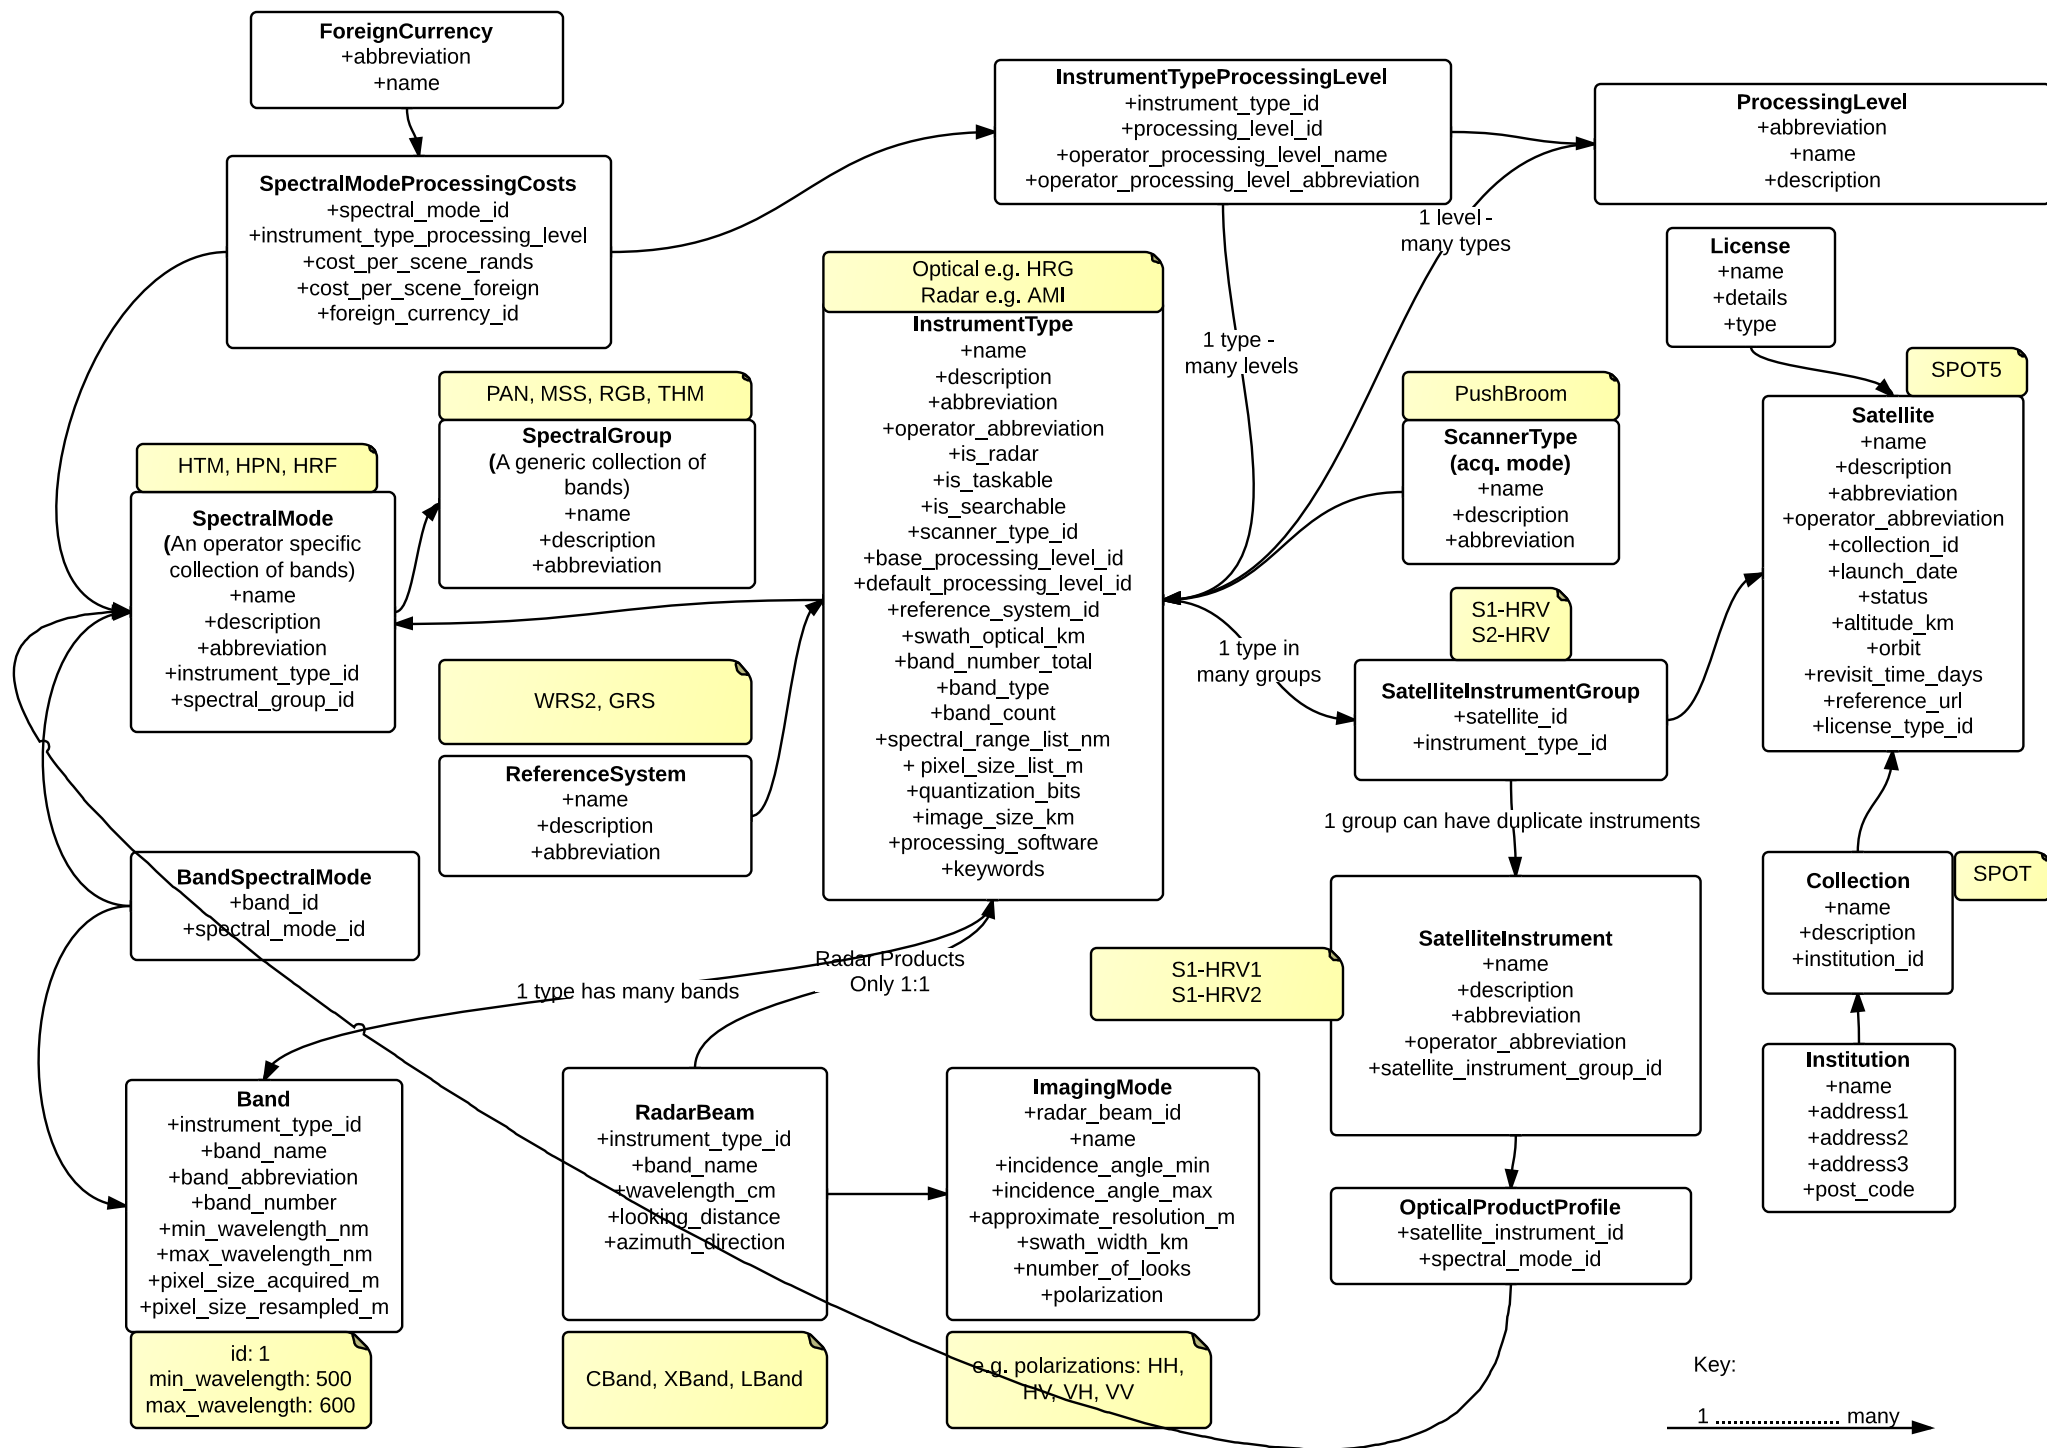 ForeignCurrency
+abbreviation
+name
SpectralModeProcessingCosts
+spectral_mode_id
+instrument_type_processing_level
+cost_per_scene_rands
+cost_per_scene_foreign
+foreign_currency_id
InstrumentTypeProcessingLevel
+instrument_type_id
+processing_level_id
+operator_processing_level_name
+operator_processing_level_abbreviation
ProcessingLevel
+abbreviation
+name
+description
1 level -
many types
License
+name
+details
+type
Optical e.g. HRG
Radar e.g. AMI
InstrumentType
+name
+description
+abbreviation
+operator_abbreviation
+is_radar
+is_taskable
+is_searchable
+scanner_type_id
+base_processing_level_id
+default_processing_level_id
+reference_system_id
+swath_optical_km
+band_number_total
+band_type
+band_count
+spectral_range_list_nm
+ pixel_size_list_m
+quantization_bits
+image_size_km
+processing_software
+keywords
1 type -
many levels
PAN, MSS, RGB, THM
SpectralGroup
(A generic collection of
bands)
+name
+description
+abbreviation
HTM, HPN, HRF
SpectralMode
(An operator specific
collection of bands)
+name
+description
+abbreviation
+instrument_type_id
+spectral_group_id
PushBroom
ScannerType
(acq. mode)
+name
+description
+abbreviation
SPOT5
Satellite
+name
+description
+abbreviation
+operator_abbreviation
+collection_id
+launch_date
+status
+altitude_km
+orbit
+revisit_time_days
+reference_url
+license_type_id
S1-HRV
S2-HRV
1 type in
many groups
SatelliteInstrumentGroup
+satellite_id
+instrument_type_id
WRS2, GRS
ReferenceSystem
+name
+description
+abbreviation
1 group can have duplicate instruments
BandSpectralMode
+band_id
+spectral_mode_id
Collection
+name
+description
+institution_id
SPOT
Radar Products
Only 1:1
1 type has many bands
S1-HRV1
S1-HRV2
SatelliteInstrument
+name
+description
+abbreviation
+operator_abbreviation
+satellite_instrument_group_id
Institution
+name
+address1
+address2
+address3
+post_code
Band
+instrument_type_id
+band_name
+band_abbreviation
+band_number
+min_wavelength_nm
+max_wavelength_nm
+pixel_size_acquired_m
+pixel_size_resampled_m
RadarBeam
+instrument_type_id
+band_name
+wavelength_cm
+looking_distance
+azimuth_direction
ImagingMode
+radar_beam_id
+name
+incidence_angle_min
+incidence_angle_max
+approximate_resolution_m
+swath_width_km
+number_of_looks
+polarization
OpticalProductProfile
+satellite_instrument_id
+spectral_mode_id
id: 1
min_wavelength: 500
max_wavelength: 600
CBand, XBand, LBand
e.g. polarizations: HH,
HV, VH, VV
Key:
1 ..................... many